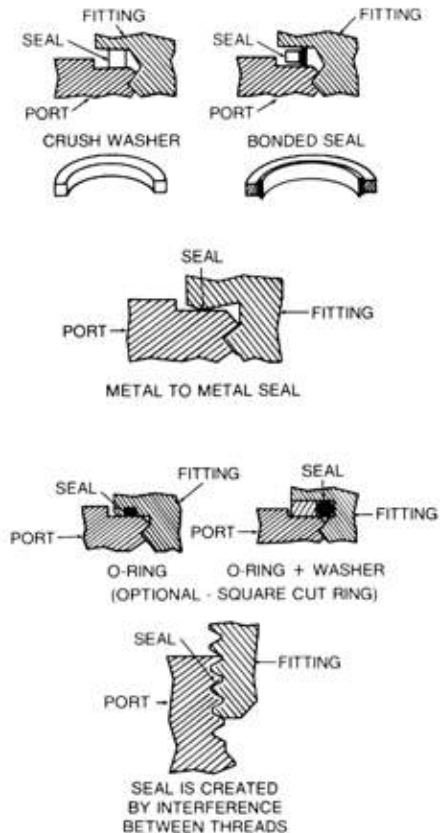 FITTING
SEAL
PORT
CRUSH WASHER
FITTING
SEAL
PORT
BONDED SEAL
SEAL
PORT
FITTING
METAL TO METAL SEAL
SEAL
FITTING
PORT
O-RING
SEAL
PORT
FITTING
O-RING + WASHER
(OPTIONAL - SQUARE CUT RING)
SEAL
FITTING
PORT
SEAL IS CREATED
BY INTERFERENCE
BETWEEN THREADS